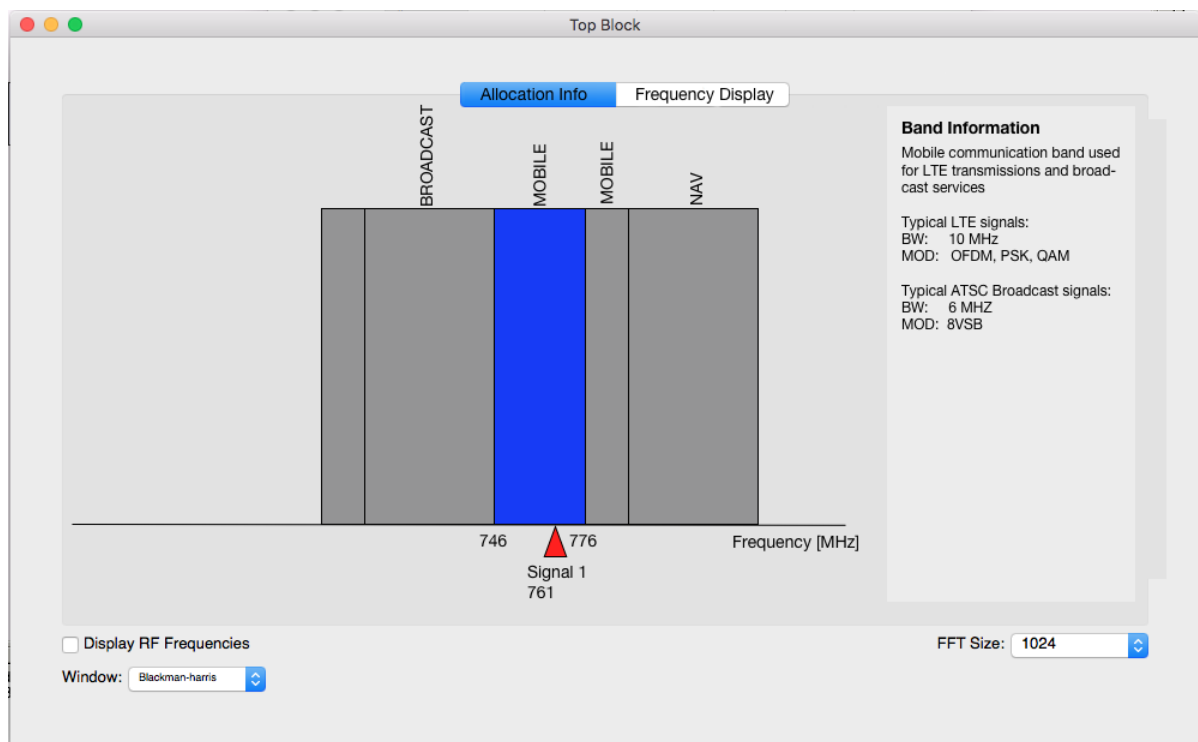 Top Block
Allocation Info
Frequency Display
BROADCAST
MOBILE
MOBILE
NAV
746
776
Frequency [MHz]
Signal 1
761
Band Information
Mobile communication band used
for LTE transmissions and broad-
cast services
Typical LTE signals:
BW: 10 MHz
MOD: OFDM, PSK, QAM
Typical ATSC Broadcast signals:
BW: 6 MHZ
MOD: 8VSB
Display RF Frequencies
FFT Size: 1024
Window: Blackman-harris